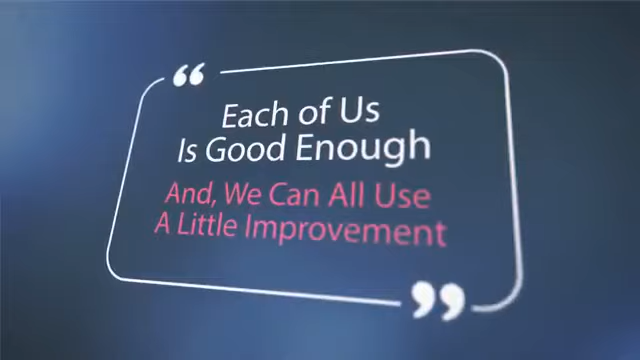 “
Each of Us
Is Good Enough
And, We Can All Use
A Little Improvement
”